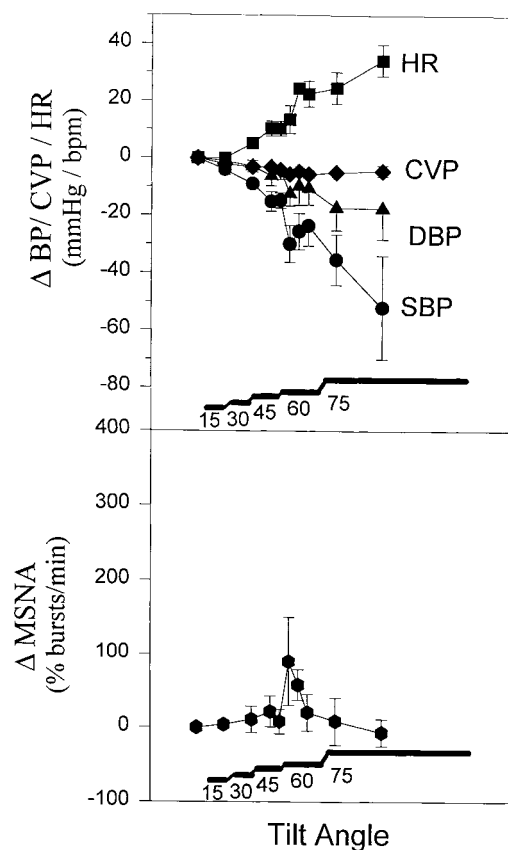 Δ BP/ CVP / HR
(mmHg / bpm)
40
20
0
-20
-40
-60
-80
HR
CVP
DBP
SBP
15 30 45 60 75
Δ MSNA
(% bursts/min)
400
300
200
100
0
-100
15 30 45 60 75
Tilt Angle